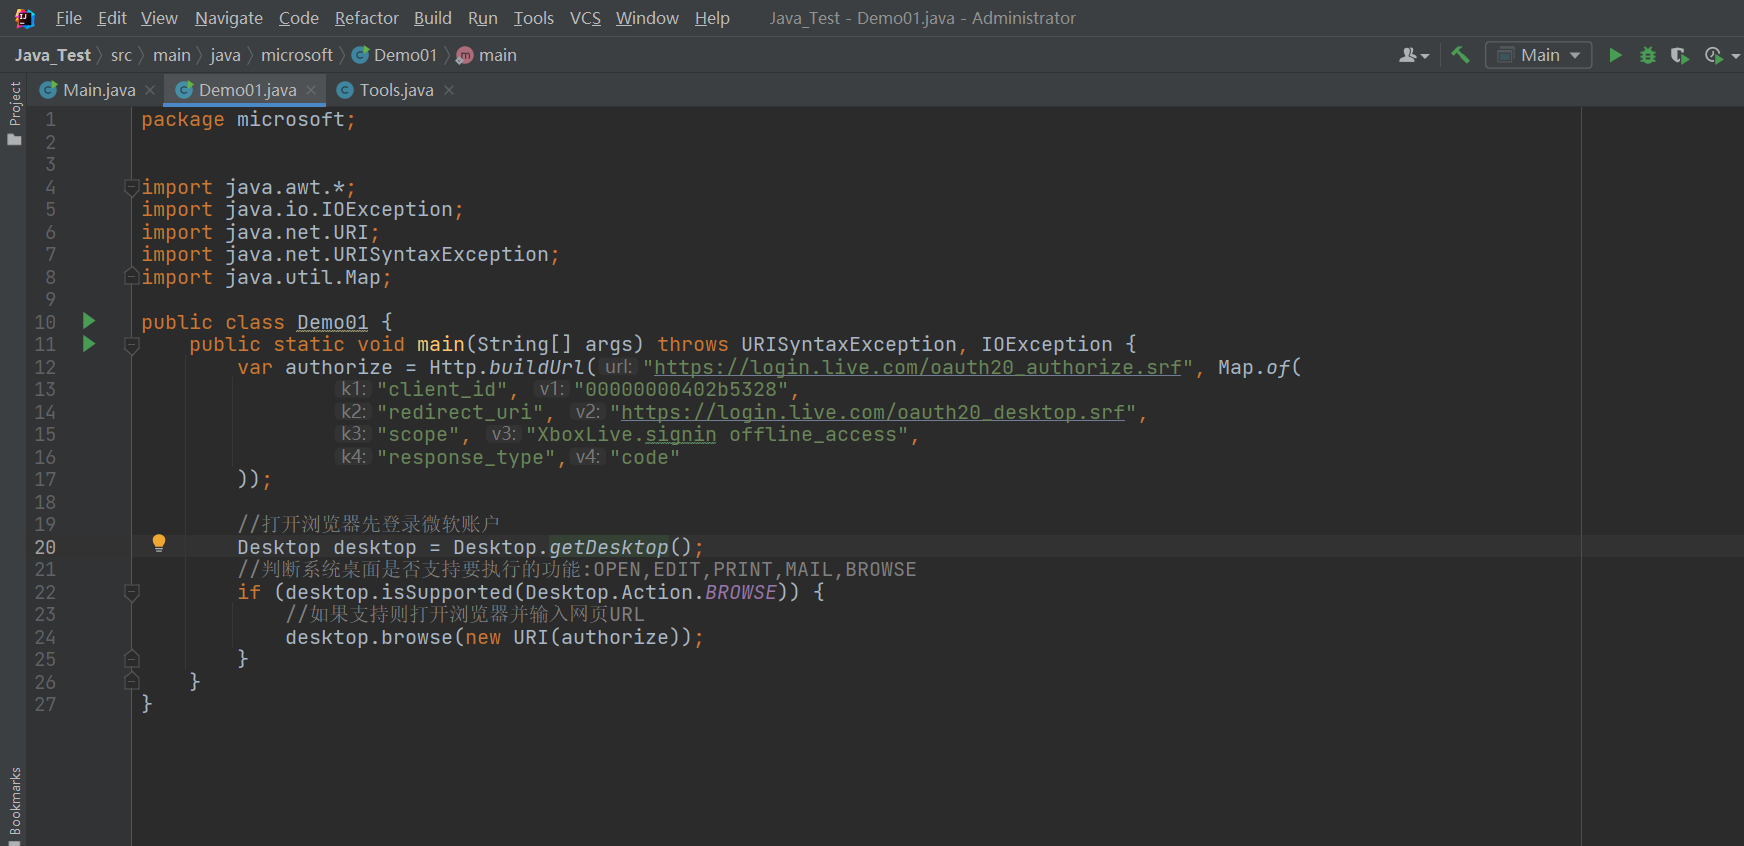 File Edit View Navigate Code Refactor Build Run Tools VCS Window Help Java_Test - Demo01.java - Administrator
Java_Test src main java microsoft Demo01 main Main
Project
Main.java Demo01.java Tools.java
1 package microsoft;
2
3
4 import java.awt.*;
5 import java.io.IOException;
6 import java.net.URI;
7 import java.net.URISyntaxException;
8 import java.util.Map;
9
10 public class Demo01 {
11 public static void main(String[] args) throws URISyntaxException, IOException {
12 var authorize = Http.buildUrl( url: "https://login.live.com/oauth20_authorize.srf", Map.of(
13 k1: "client_id", v1: "00000000402b5328",
14 k2: "redirect_uri", v2: "https://login.live.com/oauth20_desktop.srf",
15 k3: "scope", v3: "XboxLive.signin offline_access",
16 k4: "response_type", v4: "code"
17 ));
18
19 //打开浏览器先登录微软账户
20 Desktop desktop = Desktop.getDesktop();
21 //判断系统桌面是否支持要执行的功能:OPEN,EDIT,PRINT,MAIL,BROWSE
22 if (desktop.isSupported(Desktop.Action.BROWSE)) {
23 //如果支持则打开浏览器并输入网页URL
24 desktop.browse(new URI(authorize));
25 }
26 }
27 }
Bookmarks